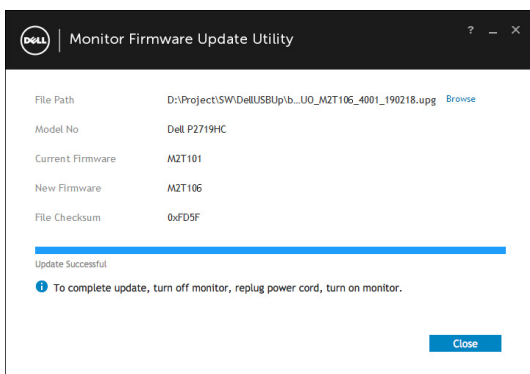 DELL Monitor Firmware Update Utility ? _ ×
File Path D:\Project\SW\DellUSBUp\b...UO_M2T106_4001_190218.upg Browse
Model No Dell P2719HC
Current Firmware M2T101
New Firmware M2T106
File Checksum 0xFD5F
Update Successful
To complete update, turn off monitor, replug power cord, turn on monitor.
Close